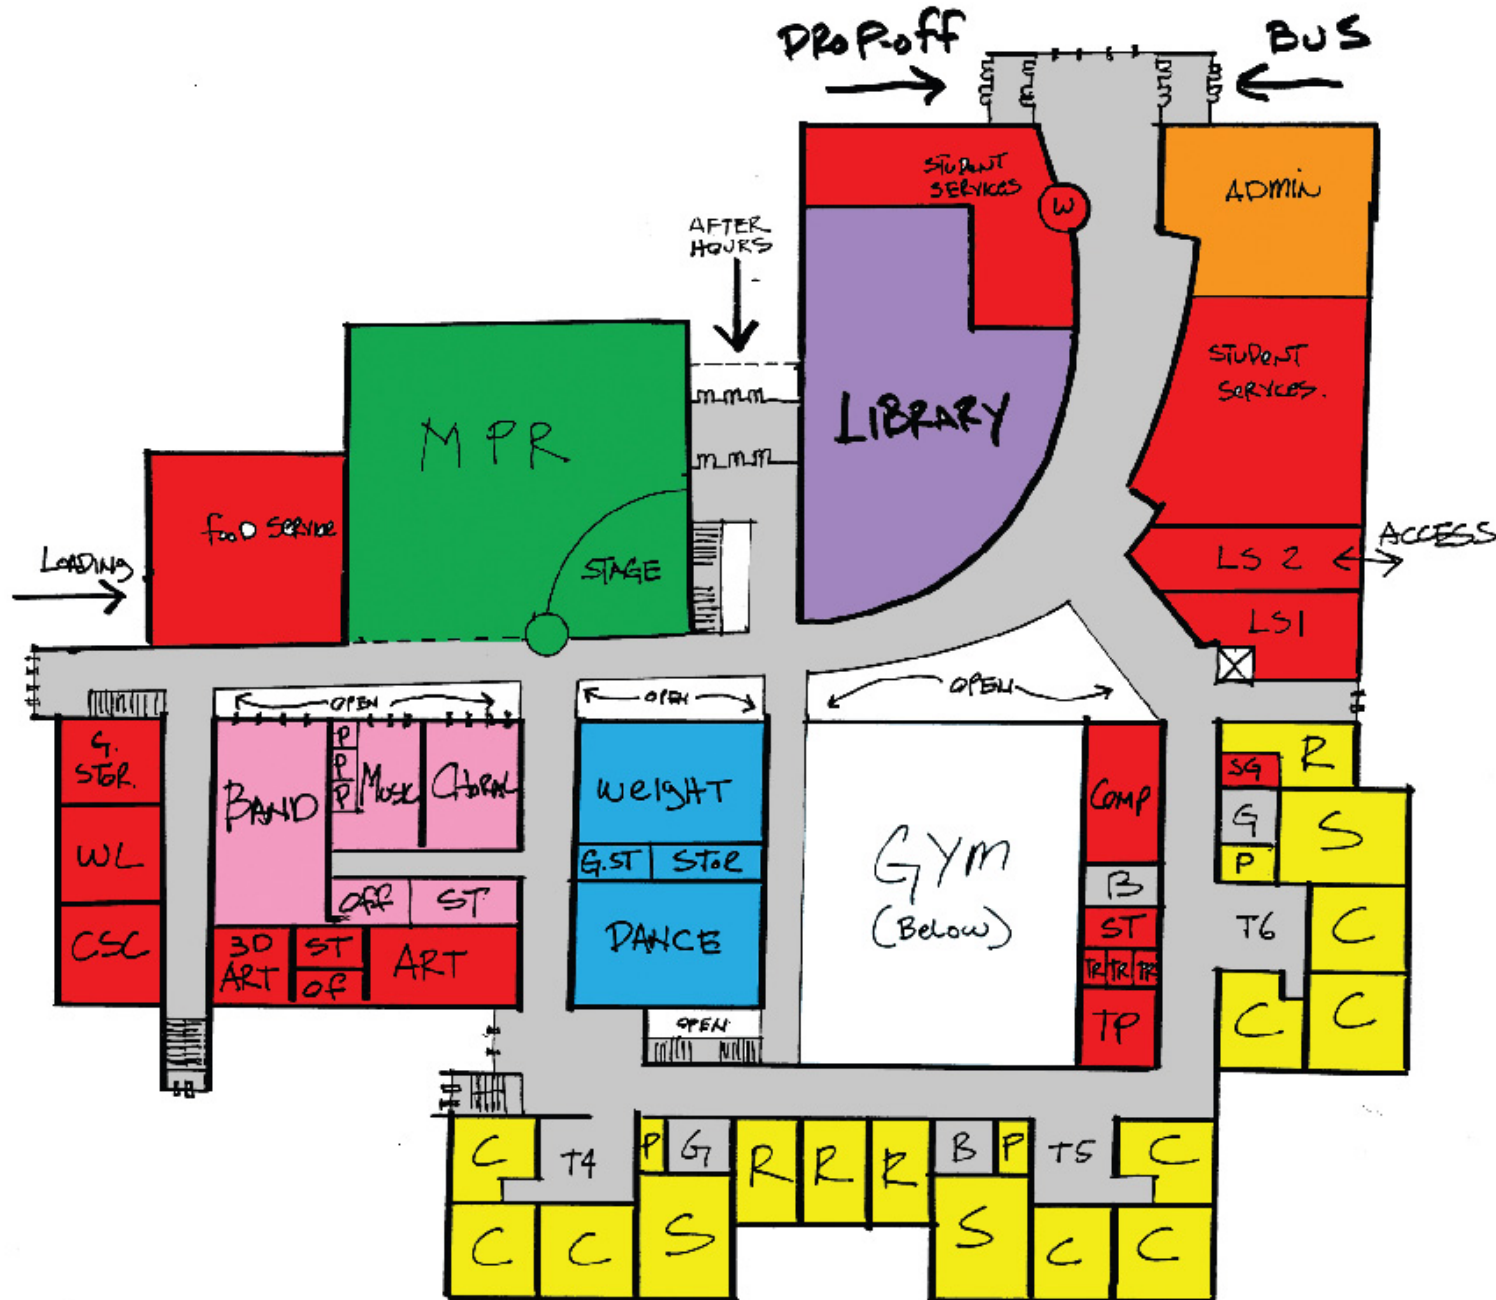 DROP-OFF
BUS
STUDENT
SERVICES
W
ADMIN
AFTER
HOURS
STUDENT
SERVICES.
LIBRARY
MPR
FOOD SERVICE
STAGE
LOADING
LS 2
ACCESS
LS1
OPEN
OPEN
OPEN
G.
STOR.
WL
CSC
BAND
P
P
P
MUSIC
CHORAL
OFF
ST
3D
ART
ST
OF
ART
WEIGHT
G.ST
STOR
DANCE
OPEN
GYM
(BELOW)
COMP
B
ST
TR
TR
TR
TP
R
SG
G
S
P
T6
C
C
C
C
T4
P
G
R
R
R
B
P
T5
C
C
C
S
S
C
C